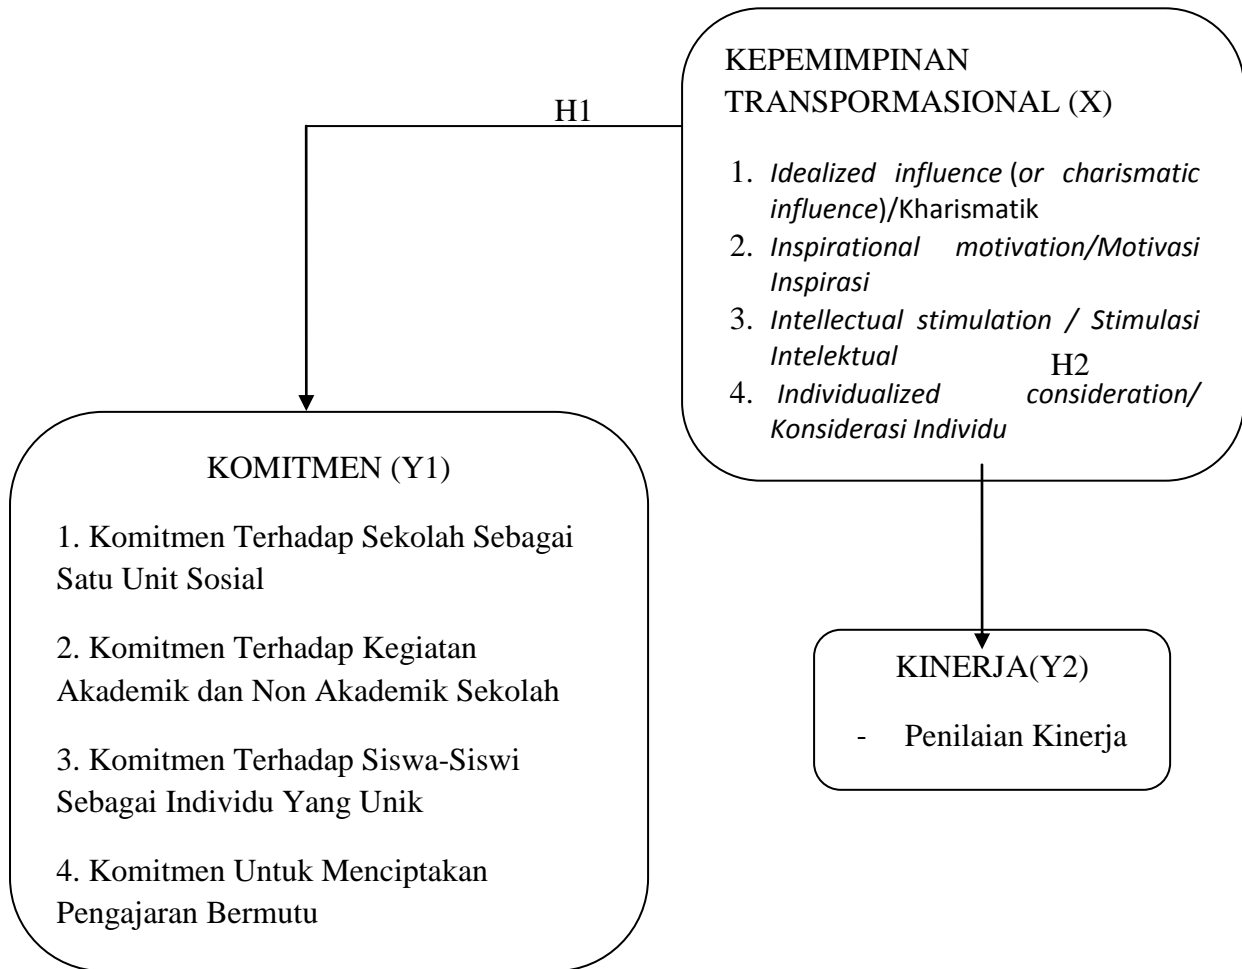 KEPEMIMPINAN
TRANSPORMASIONAL (X)
H1
1. Idealized influence (or charismatic
influence)/Kharismatik
2. Inspirational motivation/Motivasi
Inspirasi
3. Intellectual stimulation / Stimulasi
Intelektual
H2
4. Individualized consideration/
Konsiderasi Individu
KOMITMEN (Y1)
1. Komitmen Terhadap Sekolah Sebagai
Satu Unit Sosial
2. Komitmen Terhadap Kegiatan
Akademik dan Non Akademik Sekolah
3. Komitmen Terhadap Siswa-Siswi
Sebagai Individu Yang Unik
4. Komitmen Untuk Menciptakan
Pengajaran Bermutu
KINERJA(Y2)
- Penilaian Kinerja